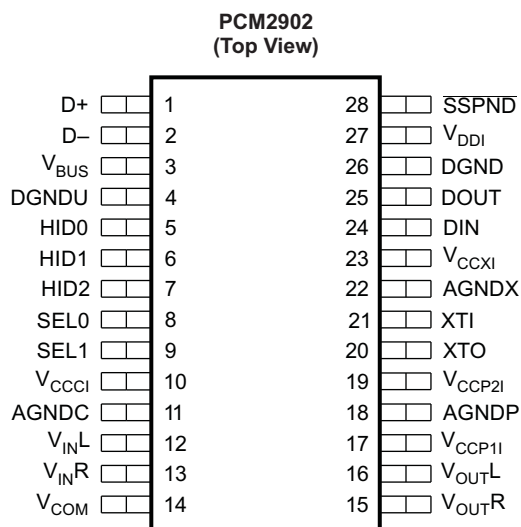 PCM2902
(Top View)
D+ 1 28 SSPND
D– 2 27 VDDI
VBUS 3 26 DGND
DGNDU 4 25 DOUT
HID0 5 24 DIN
HID1 6 23 VCCXI
HID2 7 22 AGNDX
SEL0 8 21 XTI
SEL1 9 20 XTO
VCCCI 10 19 VCCP2I
AGNDC 11 18 AGNDP
VINL 12 17 VCCP1I
VINR 13 16 VOUTL
VCOM 14 15 VOUTR